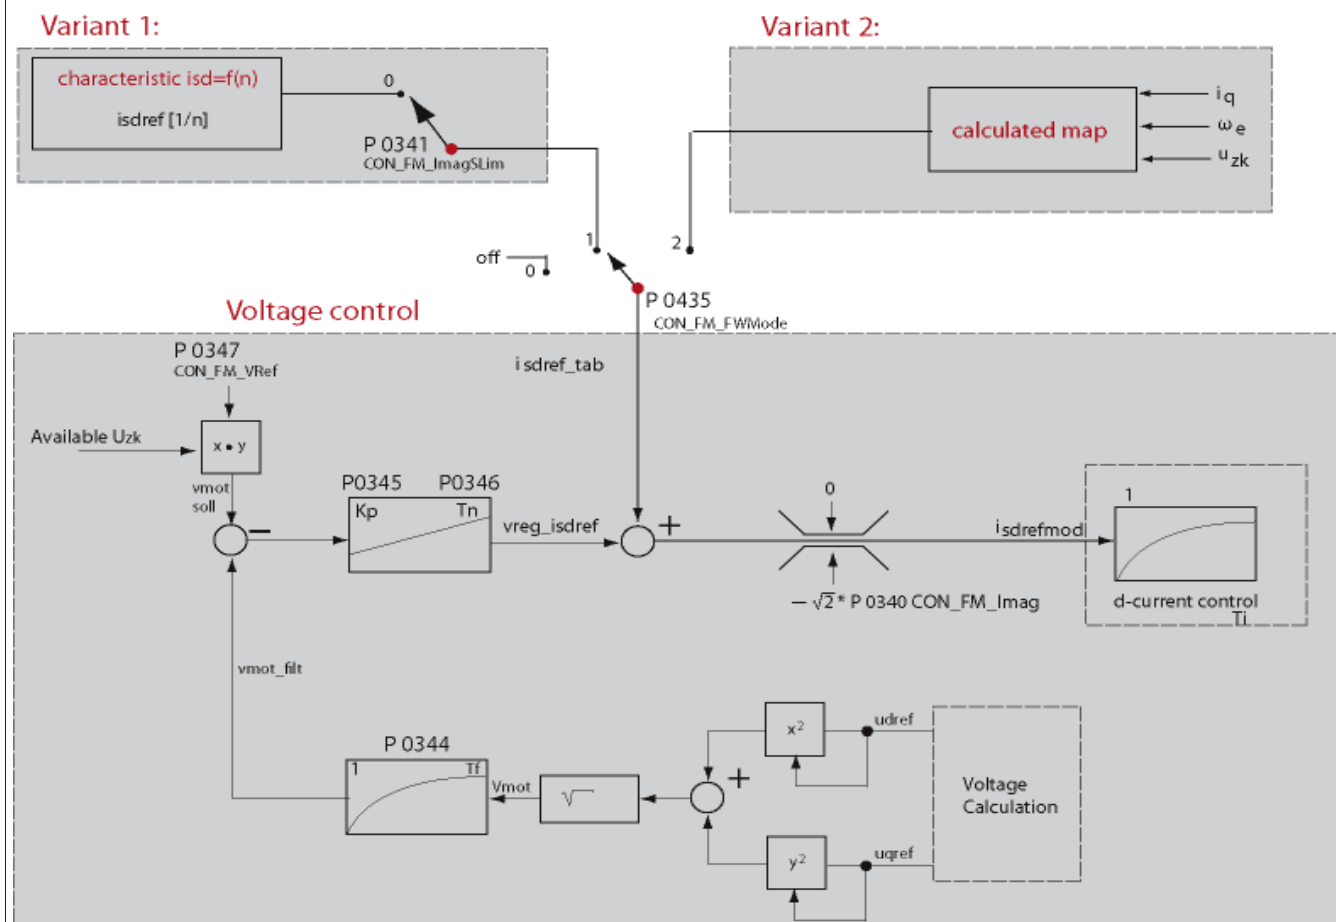 Variant 1:
Variant 2:
characteristic isd=f(n)
isdref [1/n]
0
P 0341
CON_FM_ImagSLim
calculated map
iq
ωe
uzk
off
0
1
2
P 0435
CON_FM_FWMode
Voltage control
P 0347
CON_FM_VRef
i sdref_tab
Available Uzk
x • y
vmot
soll
−
P0345
P0346
Kp
Tn
vreg_isdref
+
0
− √2 * P 0340 CON_FM_Imag
isdrefmod
1
d-current control
Ti
vmot_filt
P 0344
1
Tf
Vmot
√
+
x²
udref
y²
uqref
Voltage
Calculation